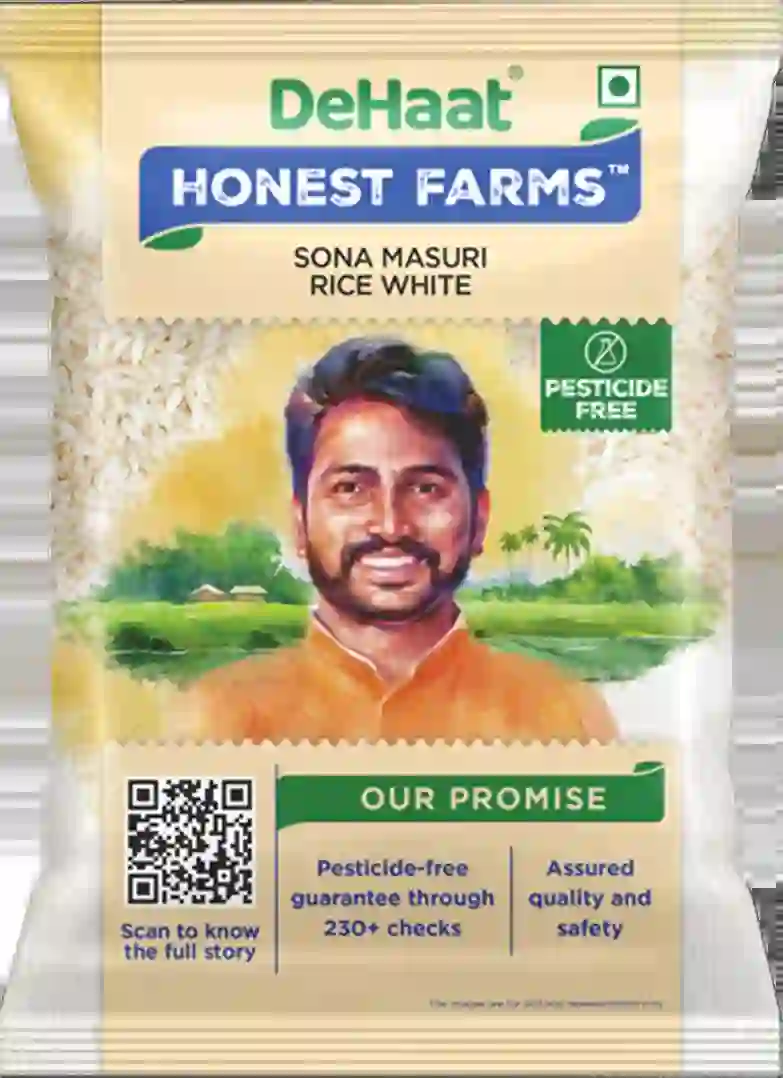 DeHaat®
HONEST FARMS™
SONA MASURI
RICE WHITE
PESTICIDE
FREE
OUR PROMISE
Pesticide-free
guarantee through
230+ checks
Assured
quality and
safety
Scan to know
the full story